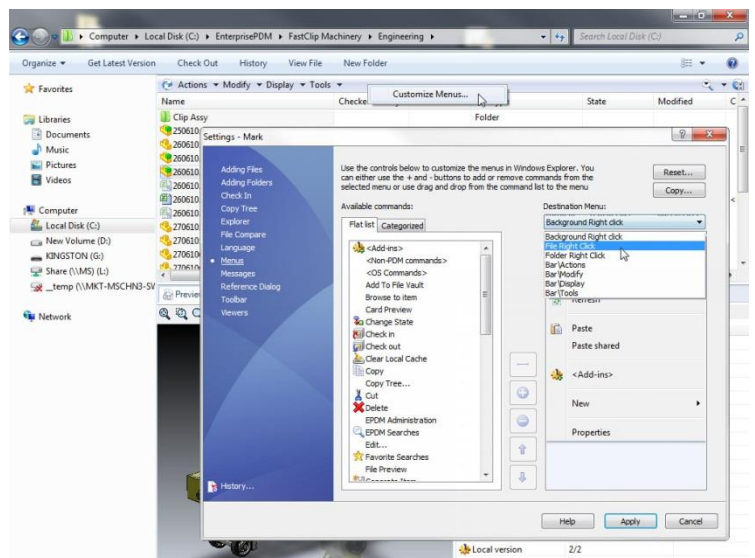 Computer ▸ Local Disk (C:) ▸ EnterprisePDM ▸ FastClip Machinery ▸ Engineering ▸
Search Local Disk (C:)
Organize ▾ Get Latest Version Check Out History View File New Folder
Favorites
Libraries
Documents
Music
Pictures
Videos
Computer
Local Disk (C:)
New Volume (D:)
KINGSTON (G:)
Share (\\MS) (L:)
_temp (\\MKT-MSCHN3-SV
Network
Actions ▾ Modify ▾ Display ▾ Tools ▾
Customize Menus...
Name State Modified
Clip Assy Folder
Settings - Mark
Adding Files
Adding Folders
Check In
Copy Tree
Explorer
File Compare
Language
Menus
Messages
Reference Dialog
Toolbar
Viewers
History...
Use the controls below to customize the menus in Windows Explorer. You
can either use the + and - buttons to add or remove commands from the
selected menu or use drag and drop from the command list to the menu
Reset...
Copy...
Available commands:
Flat list Categorized
<Add-ins>
<Non-PDM commands>
<OS Commands>
Add To File Vault
Browse to item
Card Preview
Change State
Check in
Check out
Clear Local Cache
Copy
Copy Tree...
Cut
Delete
EPDM Administration
EPDM Searches
Edit...
Favorite Searches
File Preview
Destination Menu:
Background Right click
Background Right click
File Right Click
Folder Right Click
Bar\Actions
Bar\Modify
Bar\Display
Bar\Tools
Refresh
Paste
Paste shared
<Add-ins>
New
Properties
Help Apply Cancel
Local version 2/2